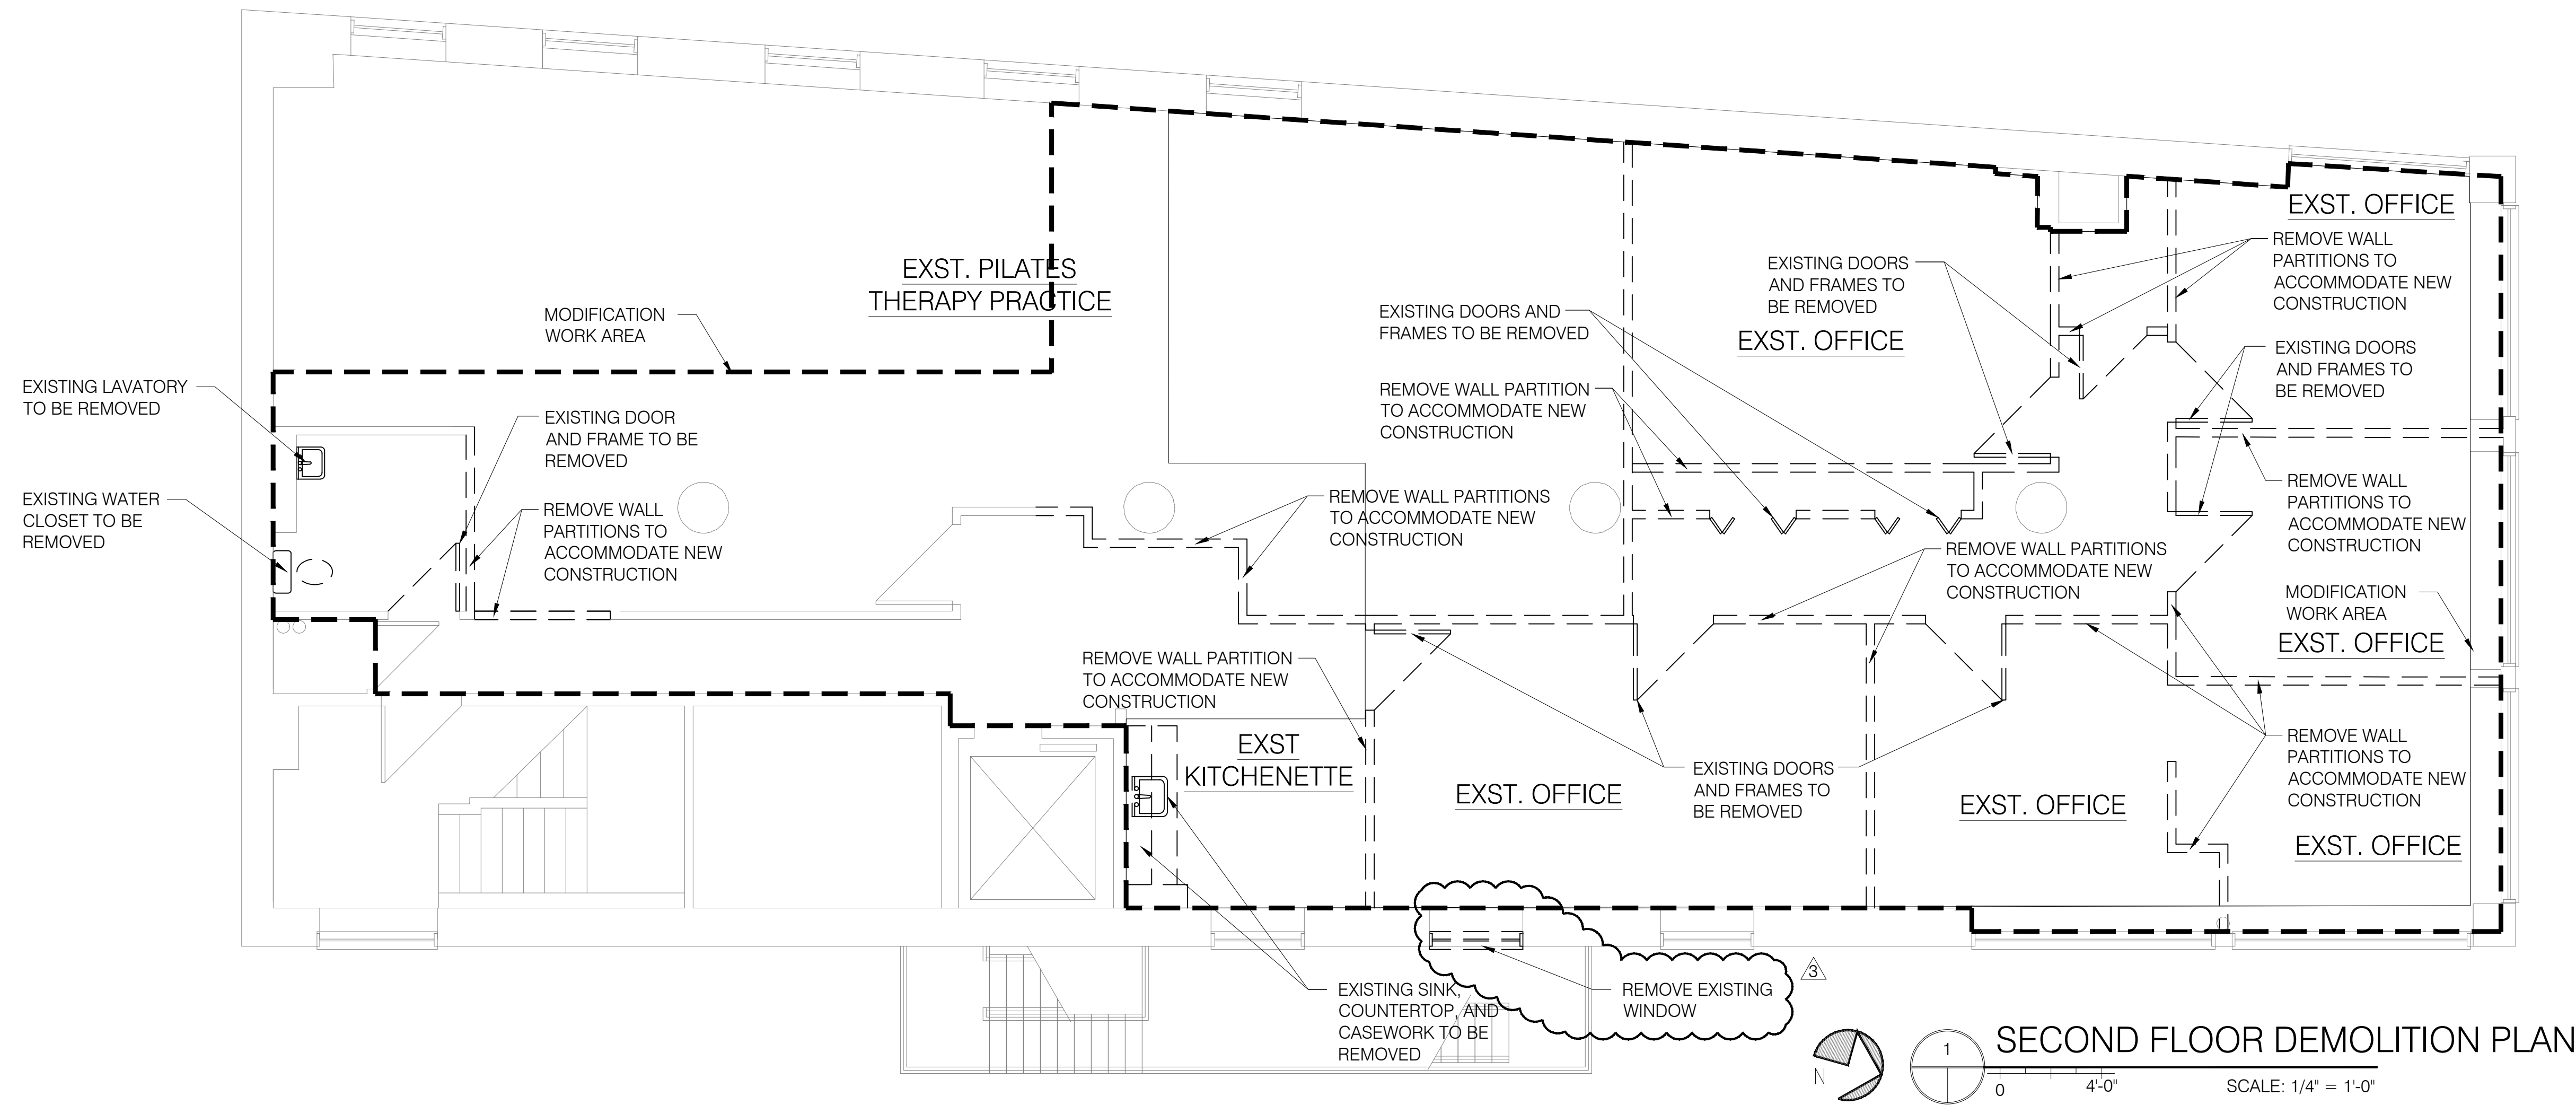 EXST. OFFICE
REMOVE WALL
PARTITIONS TO
ACCOMMODATE NEW
CONSTRUCTION
EXISTING DOORS
AND FRAMES TO
BE REMOVED
EXST. PILATES
THERAPY PRACTICE
MODIFICATION
WORK AREA
EXISTING DOORS AND
FRAMES TO BE REMOVED
EXST. OFFICE
EXISTING DOORS
AND FRAMES TO
BE REMOVED
EXISTING LAVATORY
TO BE REMOVED
REMOVE WALL PARTITION
TO ACCOMMODATE NEW
CONSTRUCTION
EXISTING DOOR
AND FRAME TO BE
REMOVED
REMOVE WALL
PARTITIONS TO
ACCOMMODATE NEW
CONSTRUCTION
EXISTING WATER
CLOSET TO BE
REMOVED
REMOVE WALL
PARTITIONS TO
ACCOMMODATE NEW
CONSTRUCTION
REMOVE WALL PARTITIONS
TO ACCOMMODATE NEW
CONSTRUCTION
REMOVE WALL PARTITIONS
TO ACCOMMODATE NEW
CONSTRUCTION
MODIFICATION
WORK AREA
EXST. OFFICE
REMOVE WALL PARTITION
TO ACCOMMODATE NEW
CONSTRUCTION
EXST
KITCHENETTE
EXST. OFFICE
EXISTING DOORS
AND FRAMES TO
BE REMOVED
EXST. OFFICE
REMOVE WALL
PARTITIONS TO
ACCOMMODATE NEW
CONSTRUCTION
EXST. OFFICE
EXISTING SINK,
COUNTERTOP, AND
CASEWORK TO BE
REMOVED
REMOVE EXISTING
WINDOW
3
N
1
SECOND FLOOR DEMOLITION PLAN
0
4'-0"
SCALE: 1/4" = 1'-0"